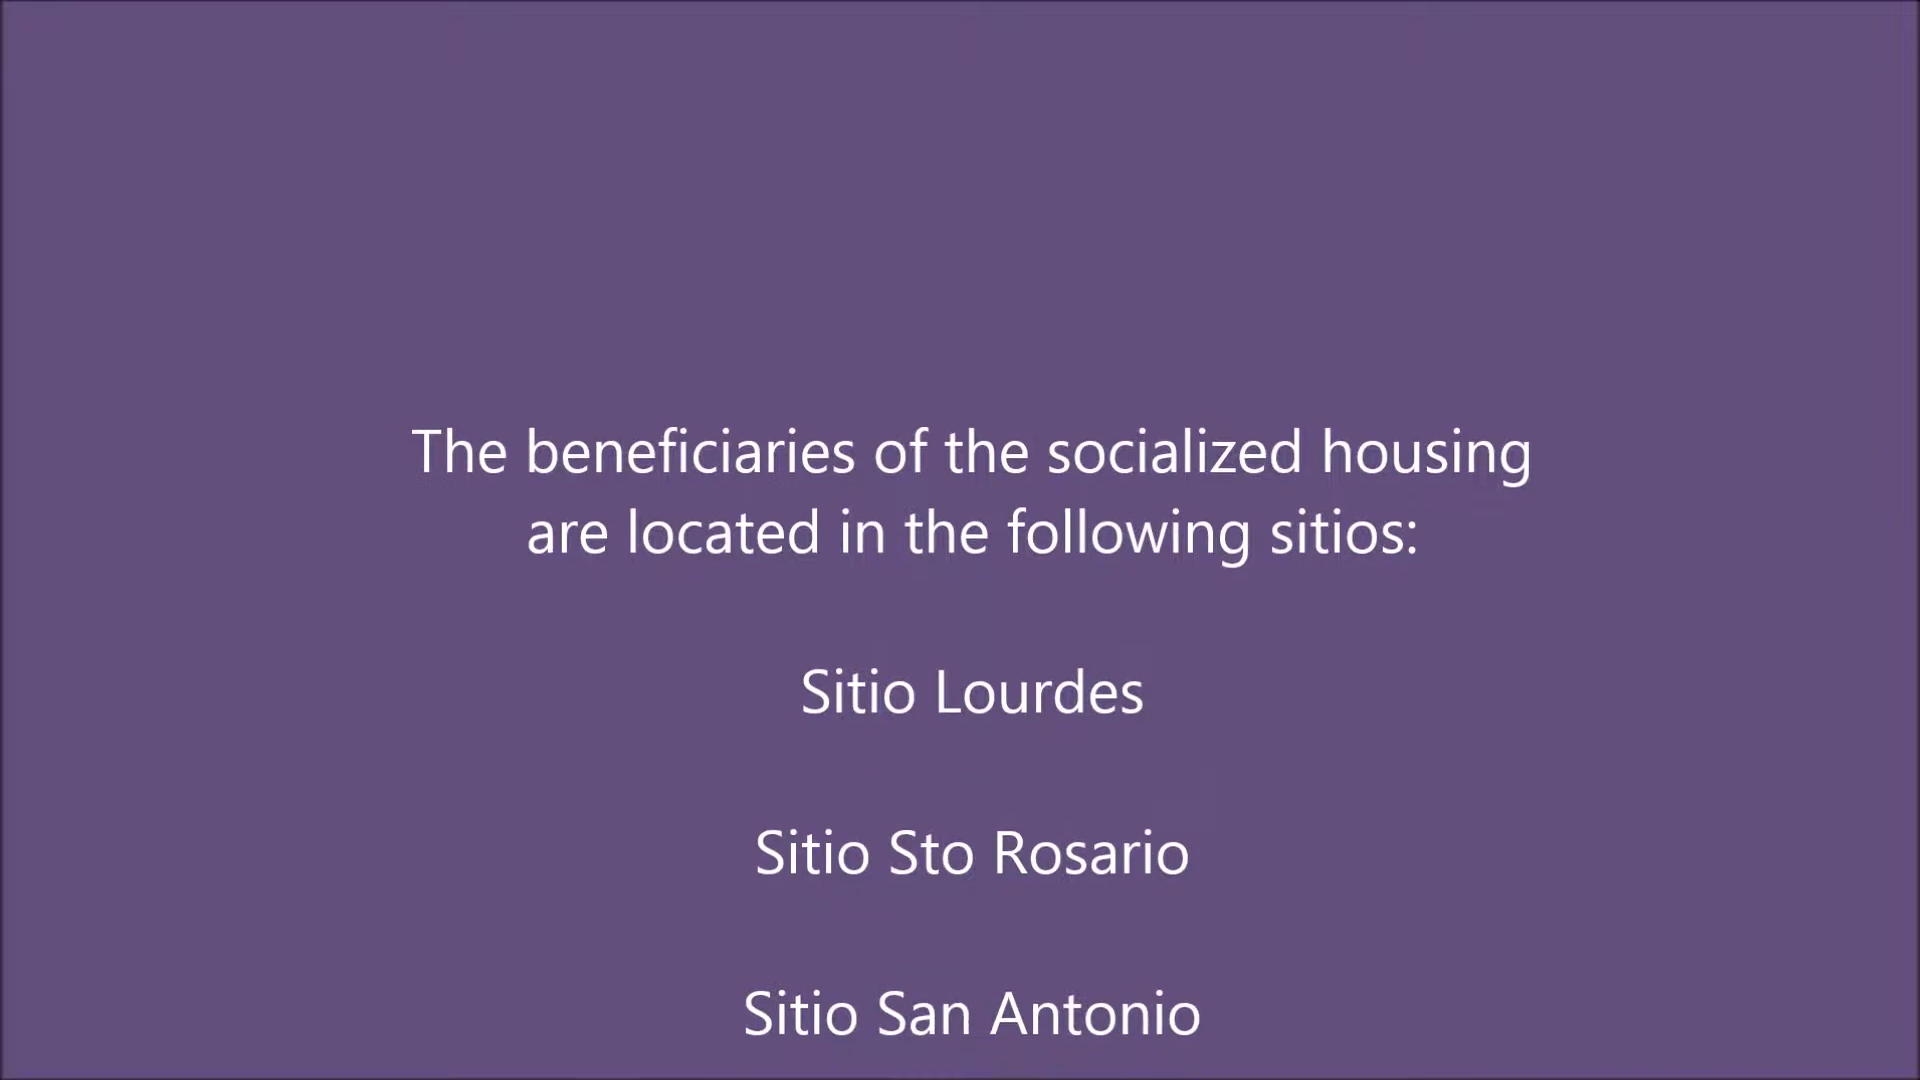 The beneficiaries of the socialized housing
are located in the following sitios:
Sitio Lourdes
Sitio Sto Rosario
Sitio San Antonio